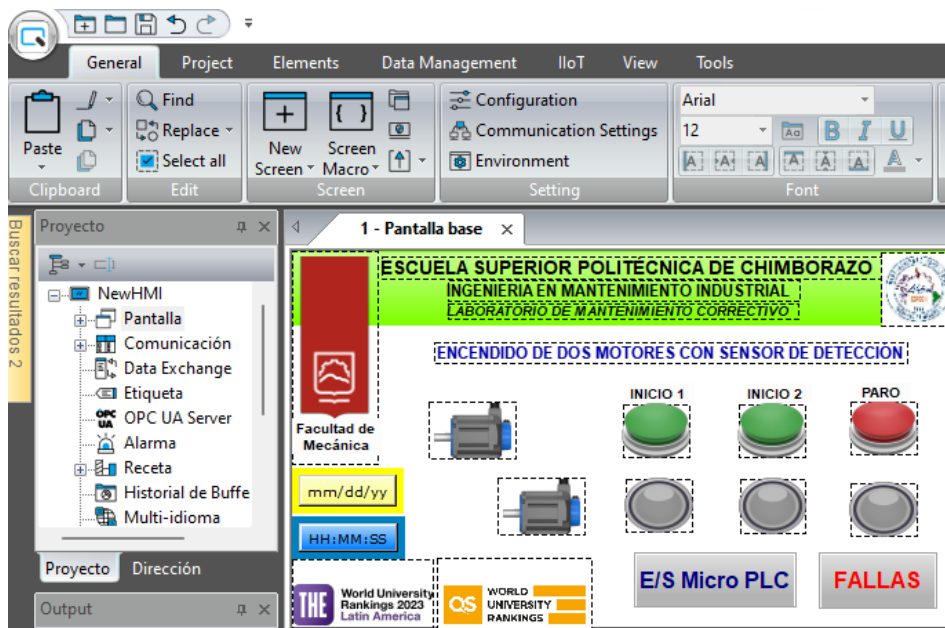 General Project Elements Data Management IIoT View Tools
Paste
Clipboard
Find
Replace
Select all
Edit
New Screen
Screen Macro
Screen
Configuration
Communication Settings
Environment
Setting
Arial
12
Aa B I U
A A A A A A A
Font
Buscar resultados 2
Proyecto
1 - Pantalla base
NewHMI
Pantalla
Comunicación
Data Exchange
Etiqueta
OPC UA OPC UA Server
Alarma
Receta
Historial de Buffe
Multi-idioma
Proyecto Dirección
Output
ESCUELA SUPERIOR POLITÉCNICA DE CHIMBORAZO
INGENIERIA EN MANTENIMIENTO INDUSTRIAL
LABORATORIO DE MANTENIMIENTO CORRECTIVO
ENCENDIDO DE DOS MOTORES CON SENSOR DE DETECCIÓN
INICIO 1 INICIO 2 PARO
Facultad de
Mecánica
mm/dd/yy
HH:MM:SS
THE World University
Rankings 2023
Latin America
QS WORLD
UNIVERSITY
RANKINGS
E/S Micro PLC
FALLAS